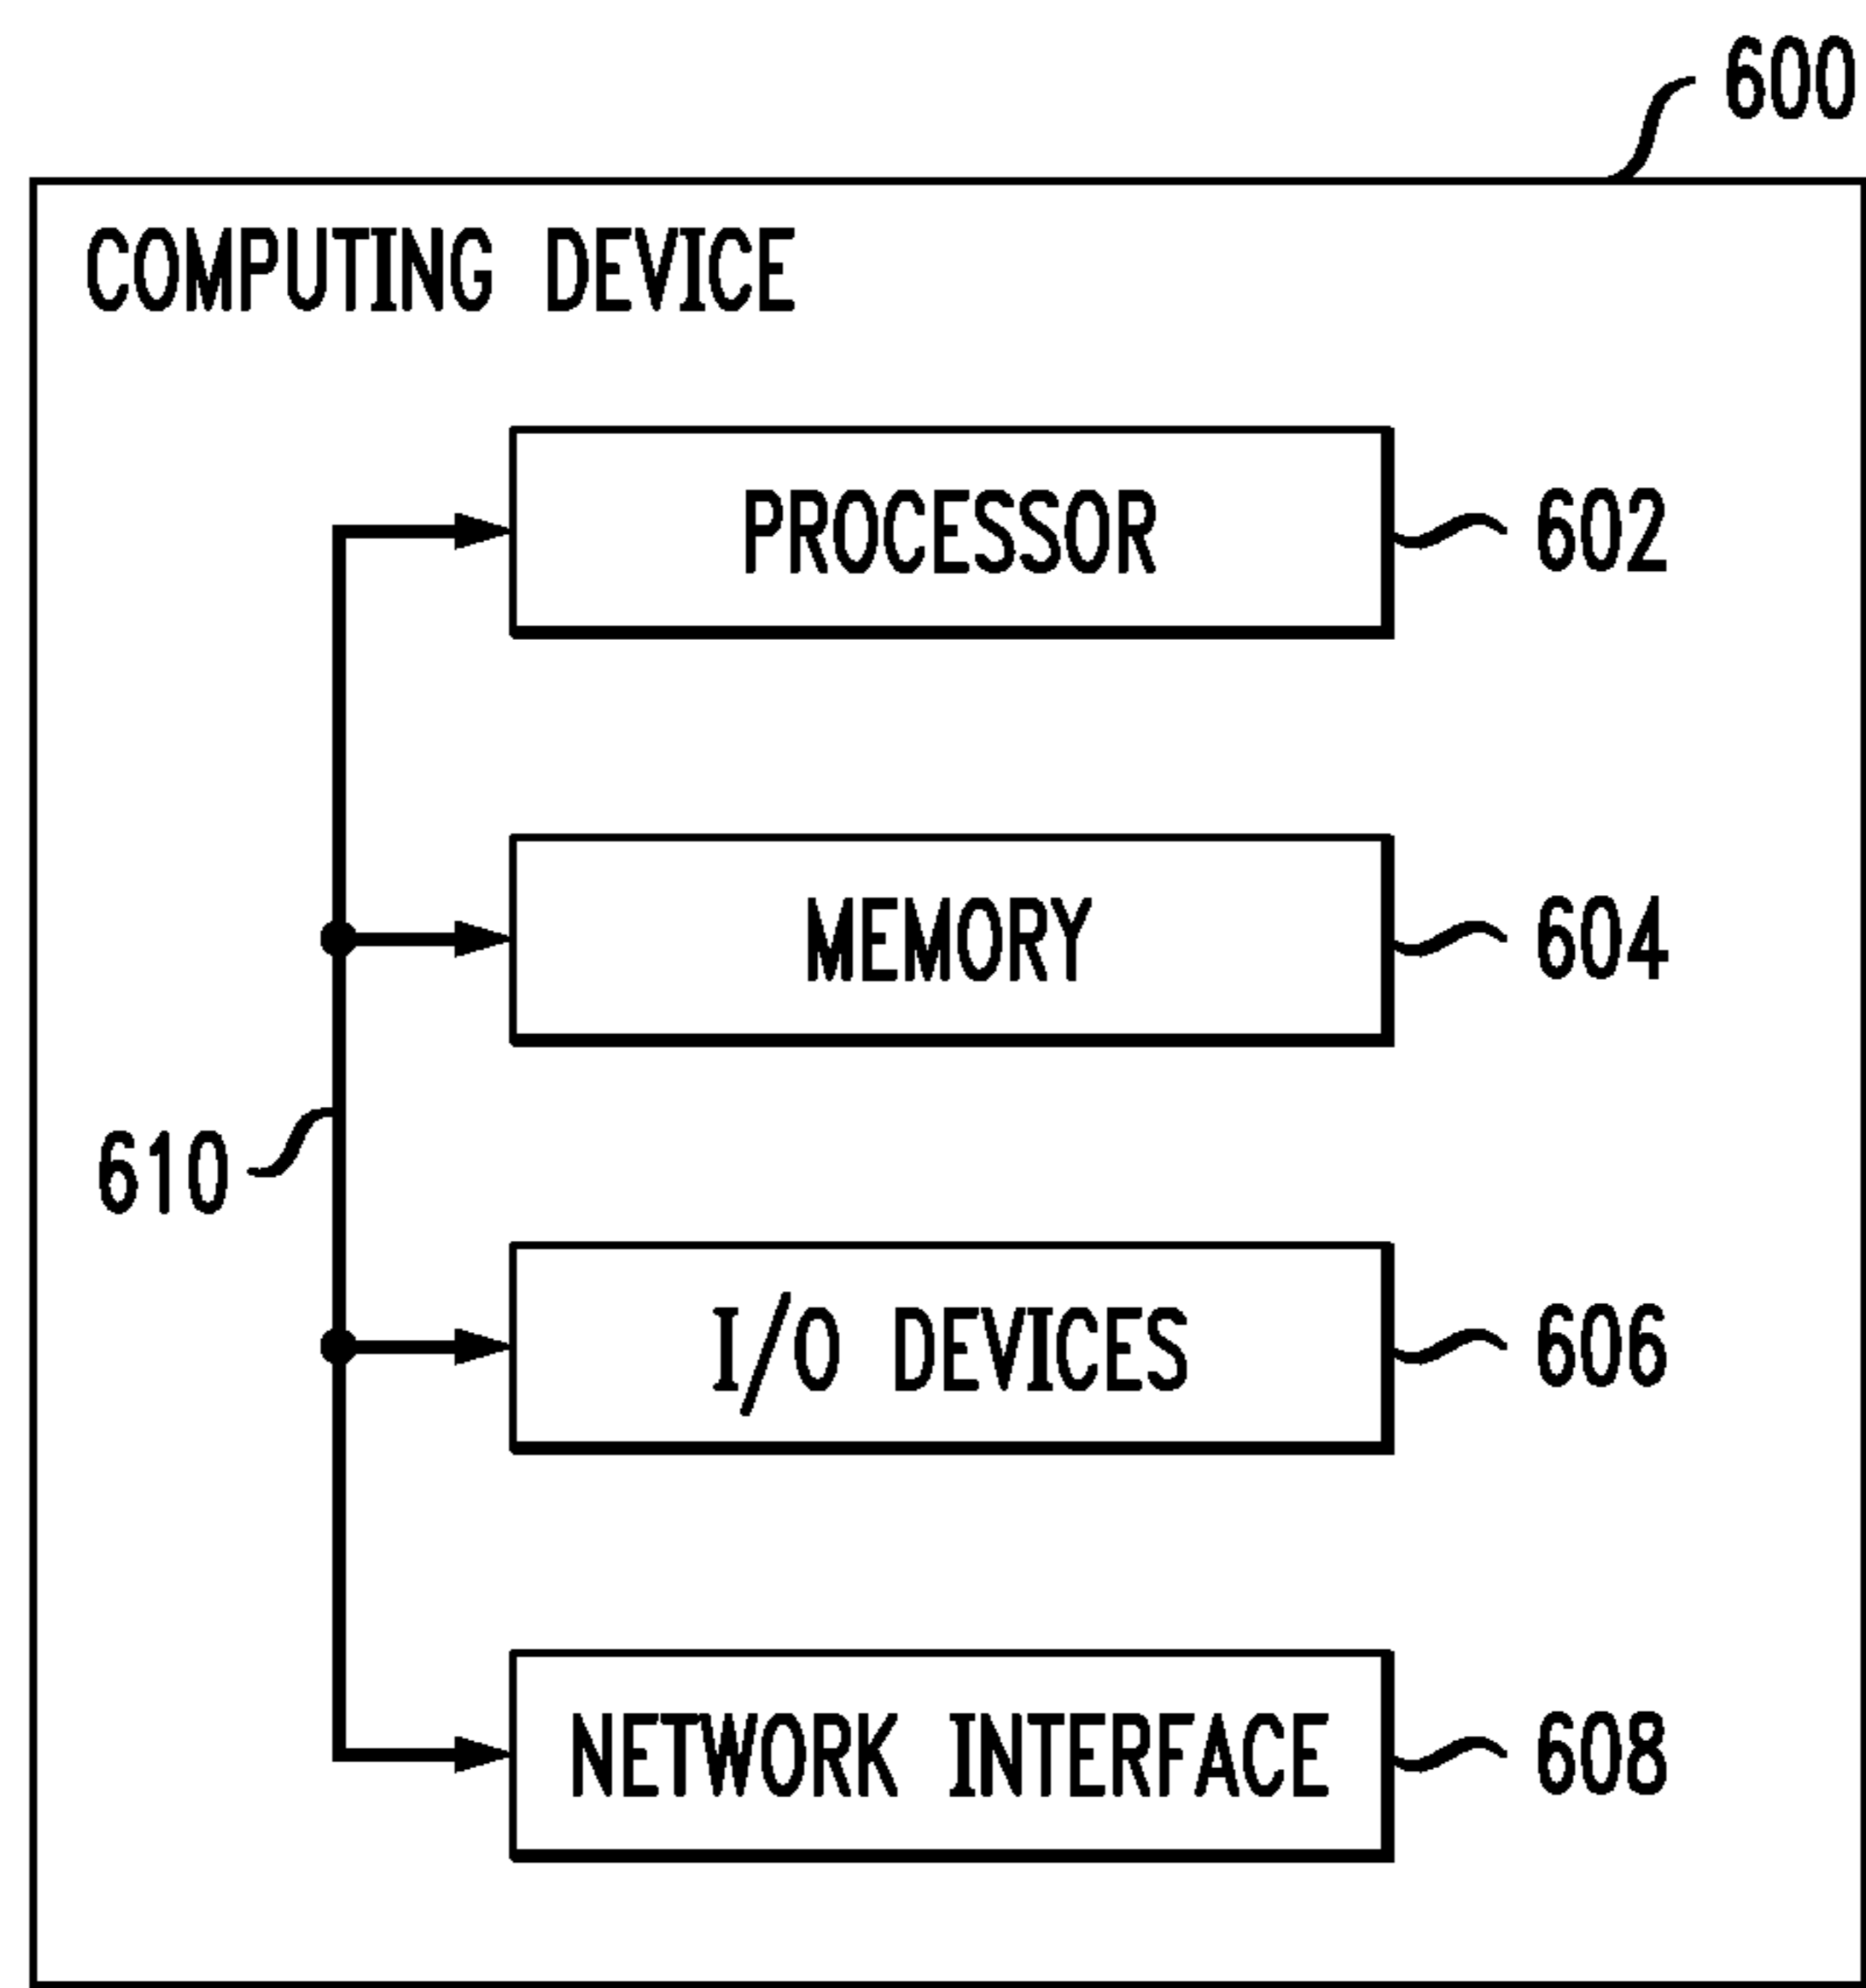 600
COMPUTING DEVICE
PROCESSOR
602
MEMORY
604
610
I/O DEVICES
606
NETWORK INTERFACE
608